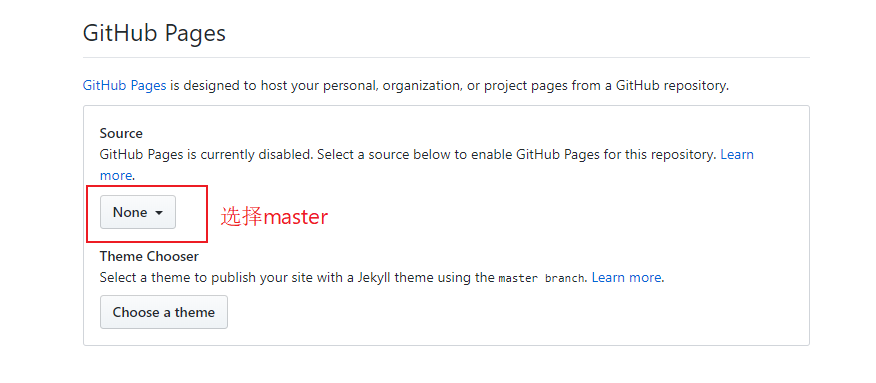 GitHub Pages
GitHub Pages is designed to host your personal, organization, or project pages from a GitHub repository.
Source
GitHub Pages is currently disabled. Select a source below to enable GitHub Pages for this repository. Learn
more.
None
选择master
Theme Chooser
Select a theme to publish your site with a Jekyll theme using the master branch. Learn more.
Choose a theme